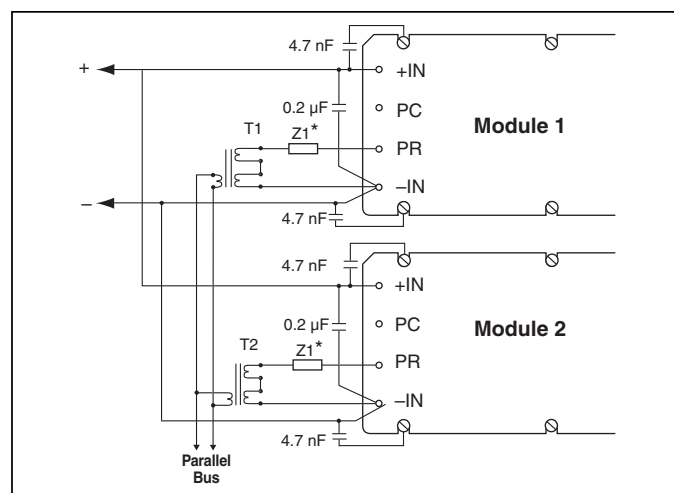 4.7 nF
+
+IN
0.2 µF
PC
T1
Z1*
Module 1
PR
–IN
–
4.7 nF
4.7 nF
+IN
0.2 µF
PC
T2
Z1*
Module 2
PR
–IN
4.7 nF
Parallel
Bus